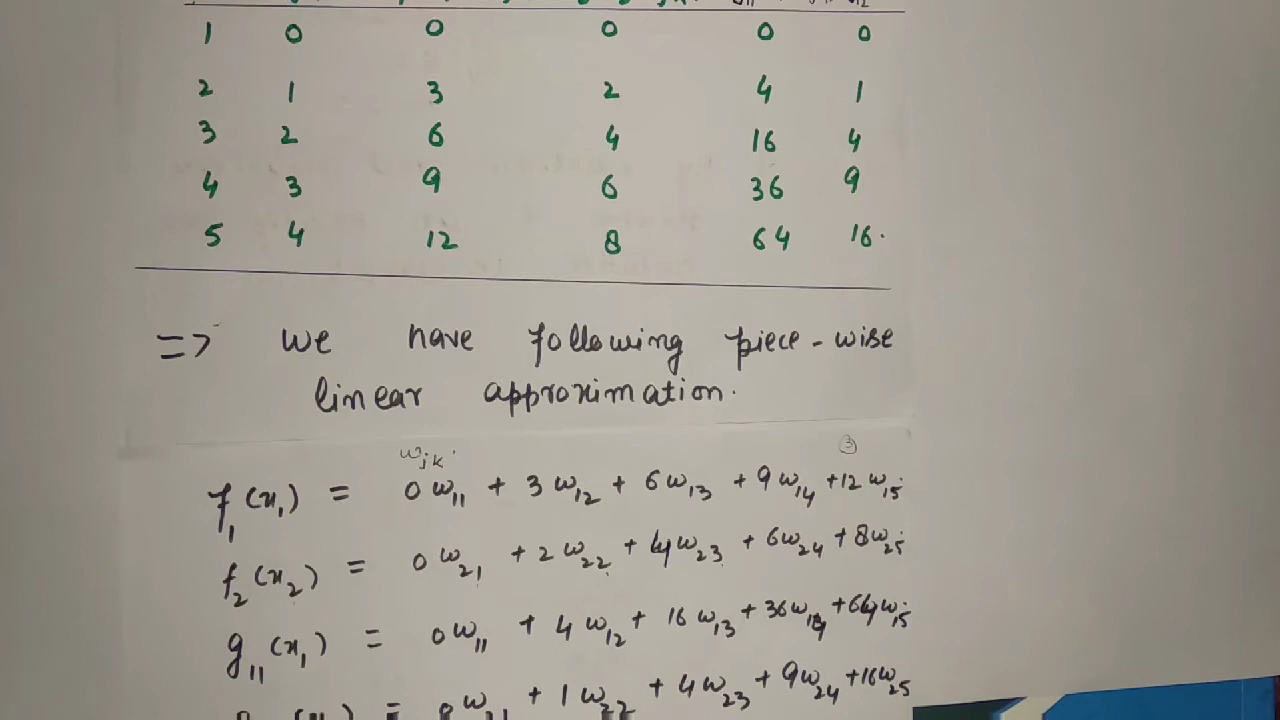 1 0 0 0 0 0
2 1 3 2 4 1
3 2 6 4 16 4
4 3 9 6 36 9
5 4 12 8 64 16.
=> we have following piece-wise
linear approximation.
w_jk. ③
f₁(x₁) = 0w₁₁ + 3w₁₂ + 6w₁₃ + 9w₁₄ + 12w₁₅
f₂(x₂) = 0w₂₁ + 2w₂₂ + 4w₂₃ + 6w₂₄ + 8w₂₅
g₁₁(x₁) = 0w₁₁ + 4w₁₂ + 16w₁₃ + 36w₁₄ + 64w₁₅
= 0w₂₁ + 1w₂₂ + 4w₂₃ + 9w₂₄ + 16w₂₅